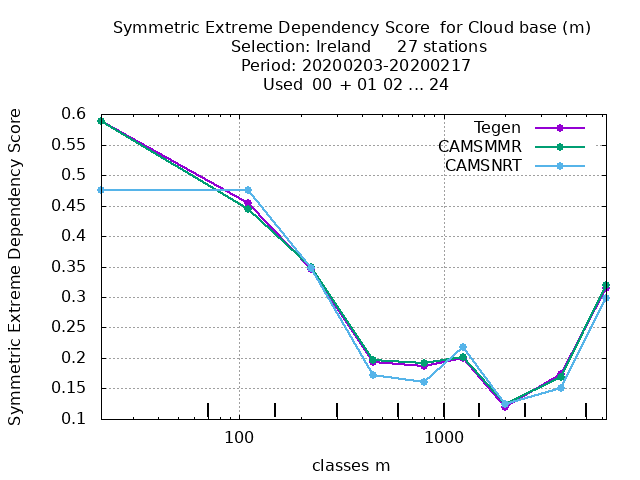 Symmetric Extreme Dependency Score for Cloud base (m)
Selection: Ireland 27 stations
Period: 20200203-20200217
Used 00 + 01 02 ... 24
Symmetric Extreme Dependency Score
0.6
0.55
0.5
0.45
0.4
0.35
0.3
0.25
0.2
0.15
0.1
Tegen
CAMSMMR
CAMSNRT
100 1000
classes m